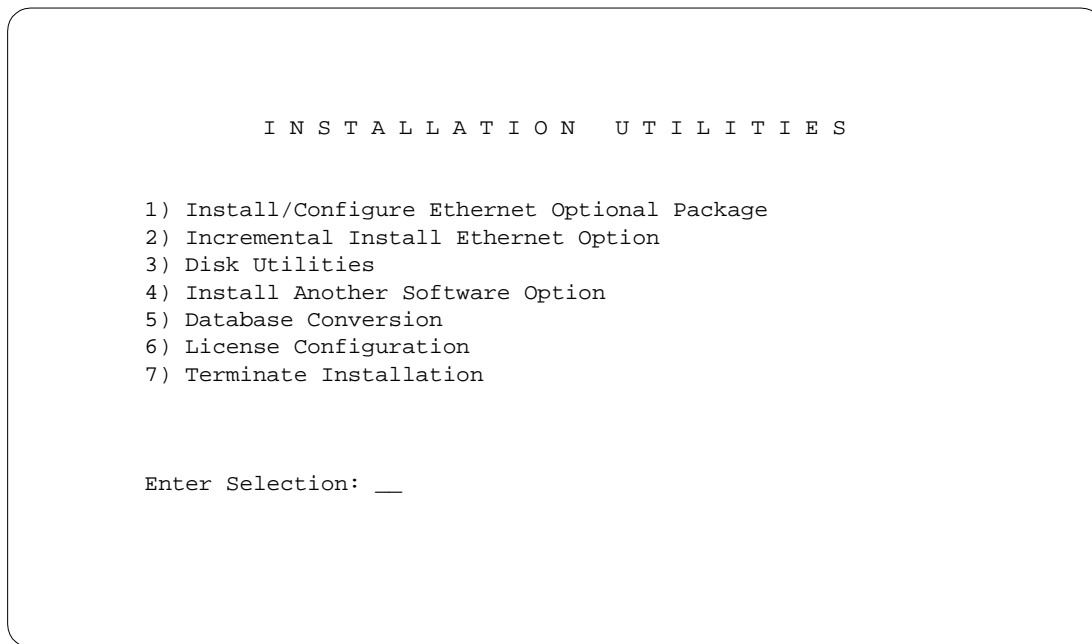 I N S T A L L A T I O N   U T I L I T I E S
1) Install/Configure Ethernet Optional Package
2) Incremental Install Ethernet Option
3) Disk Utilities
4) Install Another Software Option
5) Database Conversion
6) License Configuration
7) Terminate Installation
Enter Selection: __